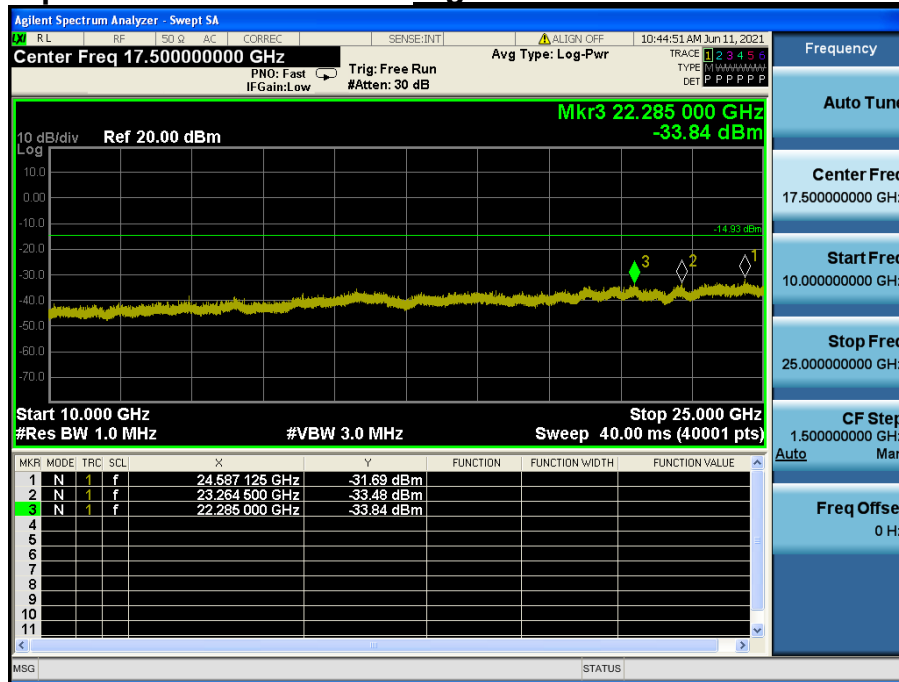 Agilent Spectrum Analyzer - Swept SA
LXI RL RF 50 Ω AC CORREC SENSE:INT ALIGN OFF 10:44:51 AM Jun 11, 2021
Center Freq 17.500000000 GHz
PNO: Fast
IFGain:Low
Trig: Free Run
#Atten: 30 dB
Avg Type: Log-Pwr
TRACE 1 2 3 4 5 6
TYPE M WWWWW
DET P P P P P P
Mkr3 22.285 000 GHz
-33.84 dBm
10 dB/div Ref 20.00 dBm
Log
10.0
0.00
-10.0
-20.0
-30.0
-40.0
-50.0
-60.0
-70.0
-14.93 dBm
3 2 1
Start 10.000 GHz Stop 25.000 GHz
#Res BW 1.0 MHz #VBW 3.0 MHz Sweep 40.00 ms (40001 pts)
MKR MODE TRC SCL X Y FUNCTION FUNCTION WIDTH FUNCTION VALUE
1 N 1 f 24.587 125 GHz -31.69 dBm
2 N 1 f 23.264 500 GHz -33.48 dBm
3 N 1 f 22.285 000 GHz -33.84 dBm
4
5
6
7
8
9
10
11
MSG STATUS
Frequency
Auto Tune
Center Freq
17.500000000 GHz
Start Freq
10.000000000 GHz
Stop Freq
25.000000000 GHz
CF Step
1.500000000 GHz
Auto Man
Freq Offset
0 Hz